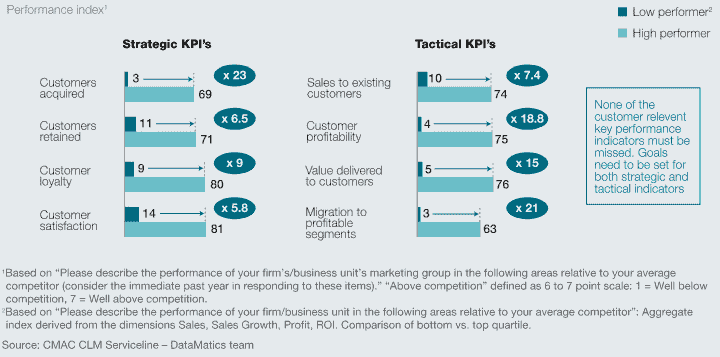 Performance index¹
Low performer²
High performer
Strategic KPI's
Customers
acquired
3
69
x 23
Customers
retained
11
71
x 6.5
Customer
loyalty
9
80
x 9
Customer
satisfaction
14
81
x 5.8
Tactical KPI's
Sales to existing
customers
10
74
x 7.4
Customer
profitability
4
75
x 18.8
Value delivered
to customers
5
76
x 15
Migration to
profitable
segments
3
63
x 21
None of the
customer relevent
key performance
indicators must be
missed. Goals
need to be set for
both strategic and
tactical indicators
¹Based on “Please describe the performance of your firm's/business unit's marketing group in the following areas relative to your average
competitor (consider the immediate past year in responding to these items).” “Above competition” defined as 6 to 7 point scale: 1 = Well below
competition, 7 = Well above competition.
²Based on “Please describe the performance of your firm/business unit in the following areas relative to your average competitor”: Aggregate
index derived from the dimensions Sales, Sales Growth, Profit, ROI. Comparison of bottom vs. top quartile.
Source: CMAC CLM Serviceline – DataMatics team